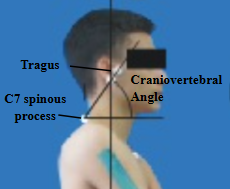 Tragus
Craniovertebral
Angle
C7 spinous
process